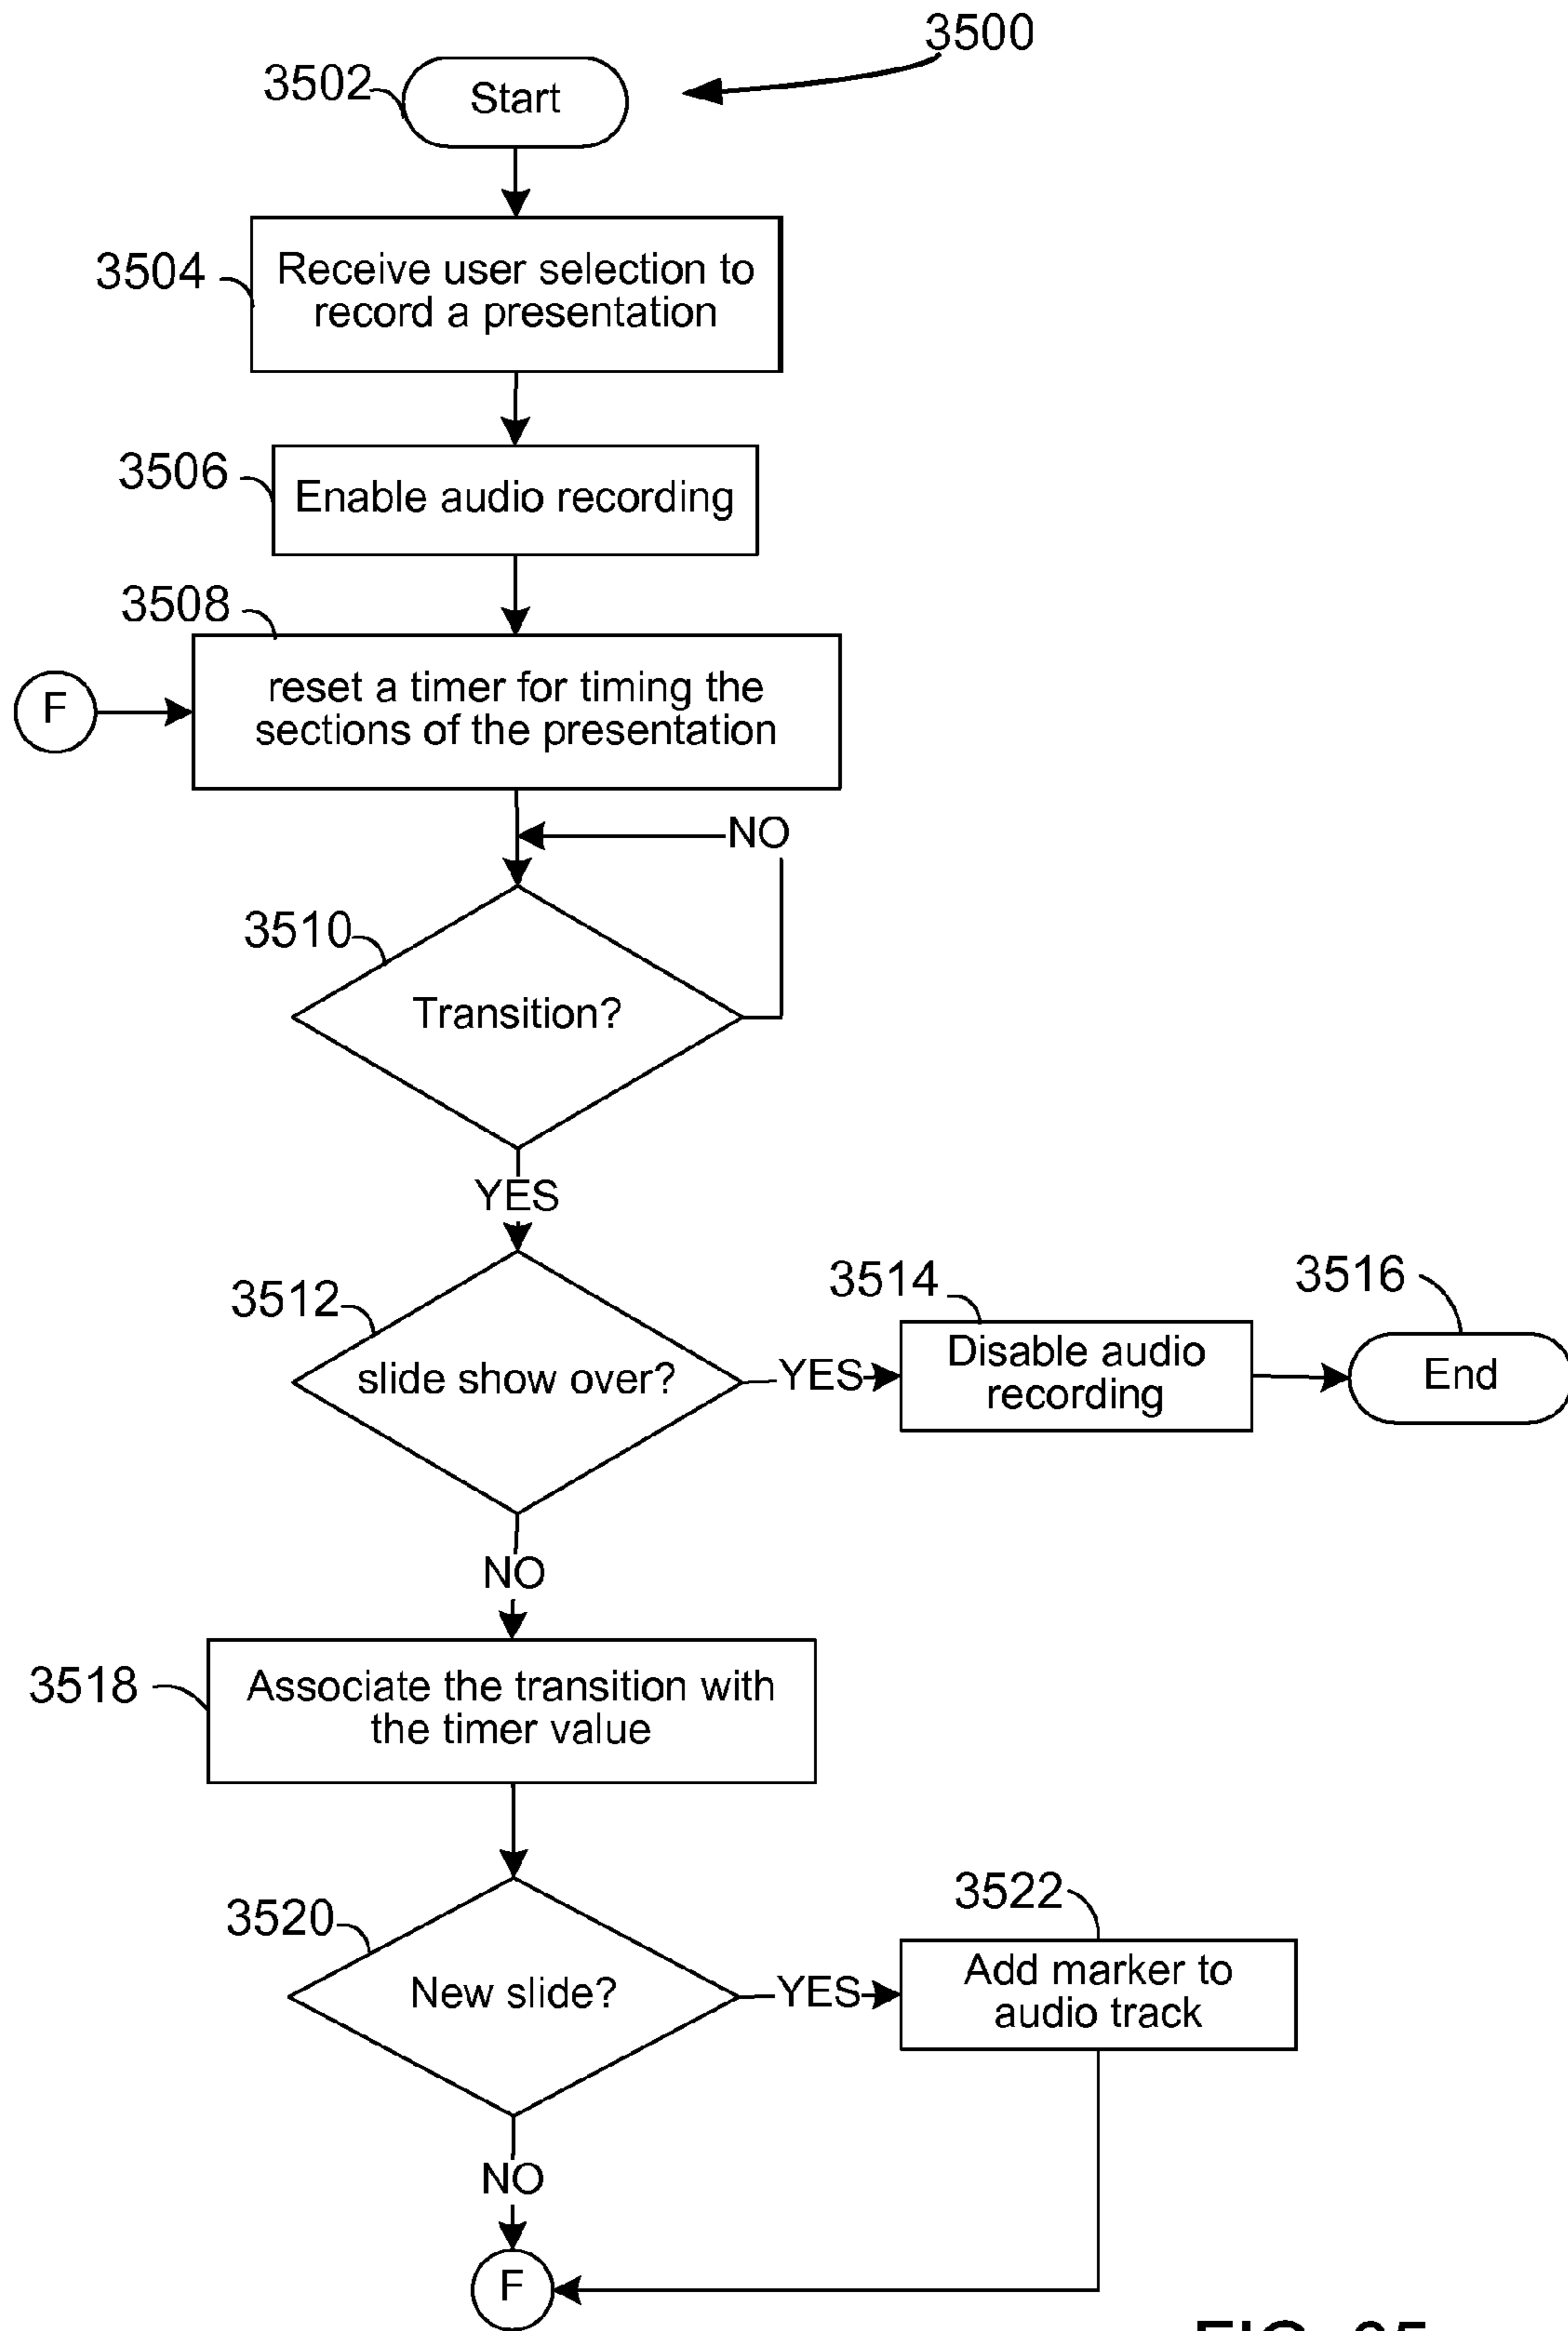 3500
3502
Start
3504
Receive user selection to
record a presentation
3506
Enable audio recording
3508
F
reset a timer for timing the
sections of the presentation
NO
3510
Transition?
YES
3512
slide show over?
YES
3514
Disable audio
recording
3516
End
NO
3518
Associate the transition with
the timer value
3520
New slide?
YES
3522
Add marker to
audio track
NO
F